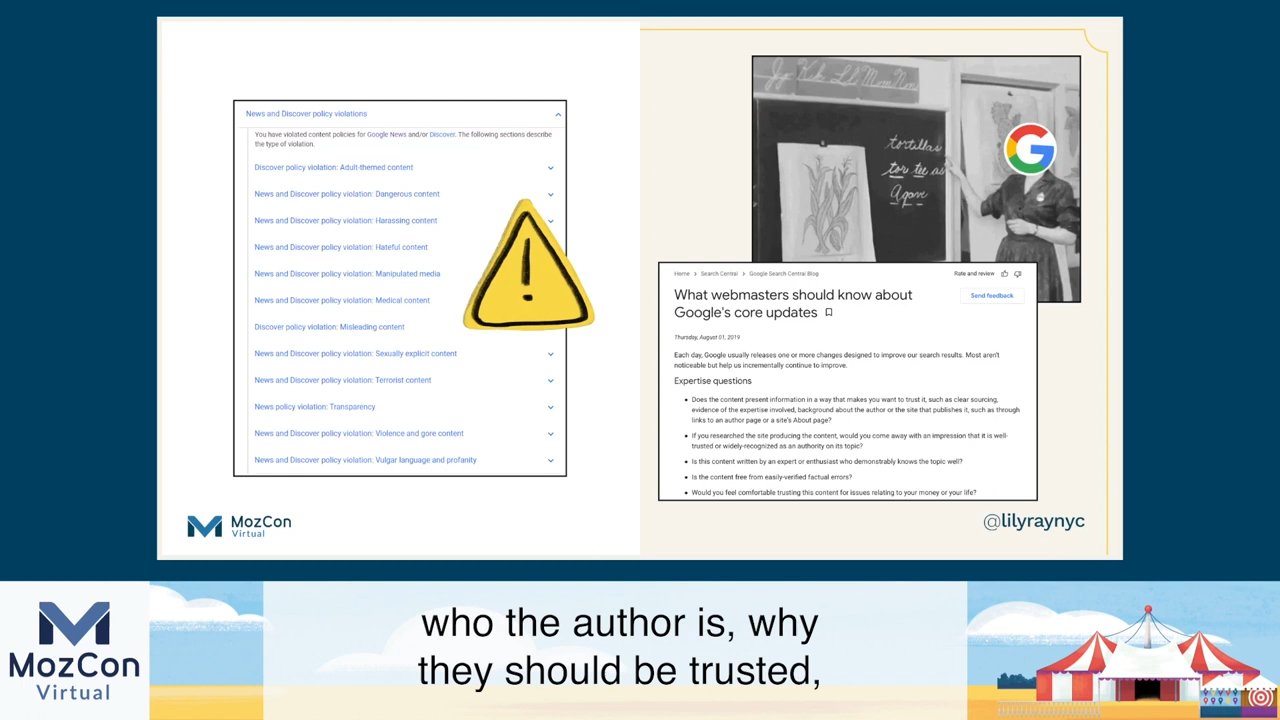 News and Discover policy violations
You have violated content policies for Google News and/or Discover. The following sections describe
the type of violation.
Discover policy violation: Adult-themed content
News and Discover policy violation: Dangerous content
News and Discover policy violation: Harassing content
News and Discover policy violation: Hateful content
News and Discover policy violation: Manipulated media
News and Discover policy violation: Medical content
Discover policy violation: Misleading content
News and Discover policy violation: Sexually explicit content
News and Discover policy violation: Terrorist content
News policy violation: Transparency
News and Discover policy violation: Violence and gore content
News and Discover policy violation: Vulgar language and profanity
MozCon
Virtual
tortillas
tor tee as
Agave
G
Home > Search Central > Google Search Central Blog
Rate and review
What webmasters should know about
Google's core updates
Send feedback
Thursday, August 01, 2019
Each day, Google usually releases one or more changes designed to improve our search results. Most aren't
noticeable but help us incrementally continue to improve.
Expertise questions
Does the content present information in a way that makes you want to trust it, such as clear sourcing,
evidence of the expertise involved, background about the author or the site that publishes it, such as through
links to an author page or a site's About page?
If you researched the site producing the content, would you come away with an impression that it is well-
trusted or widely-recognized as an authority on its topic?
Is this content written by an expert or enthusiast who demonstrably knows the topic well?
Is the content free from easily-verified factual errors?
Would you feel comfortable trusting this content for issues relating to your money or your life?
@lilyraynyc
MozCon
Virtual
who the author is, why
they should be trusted,